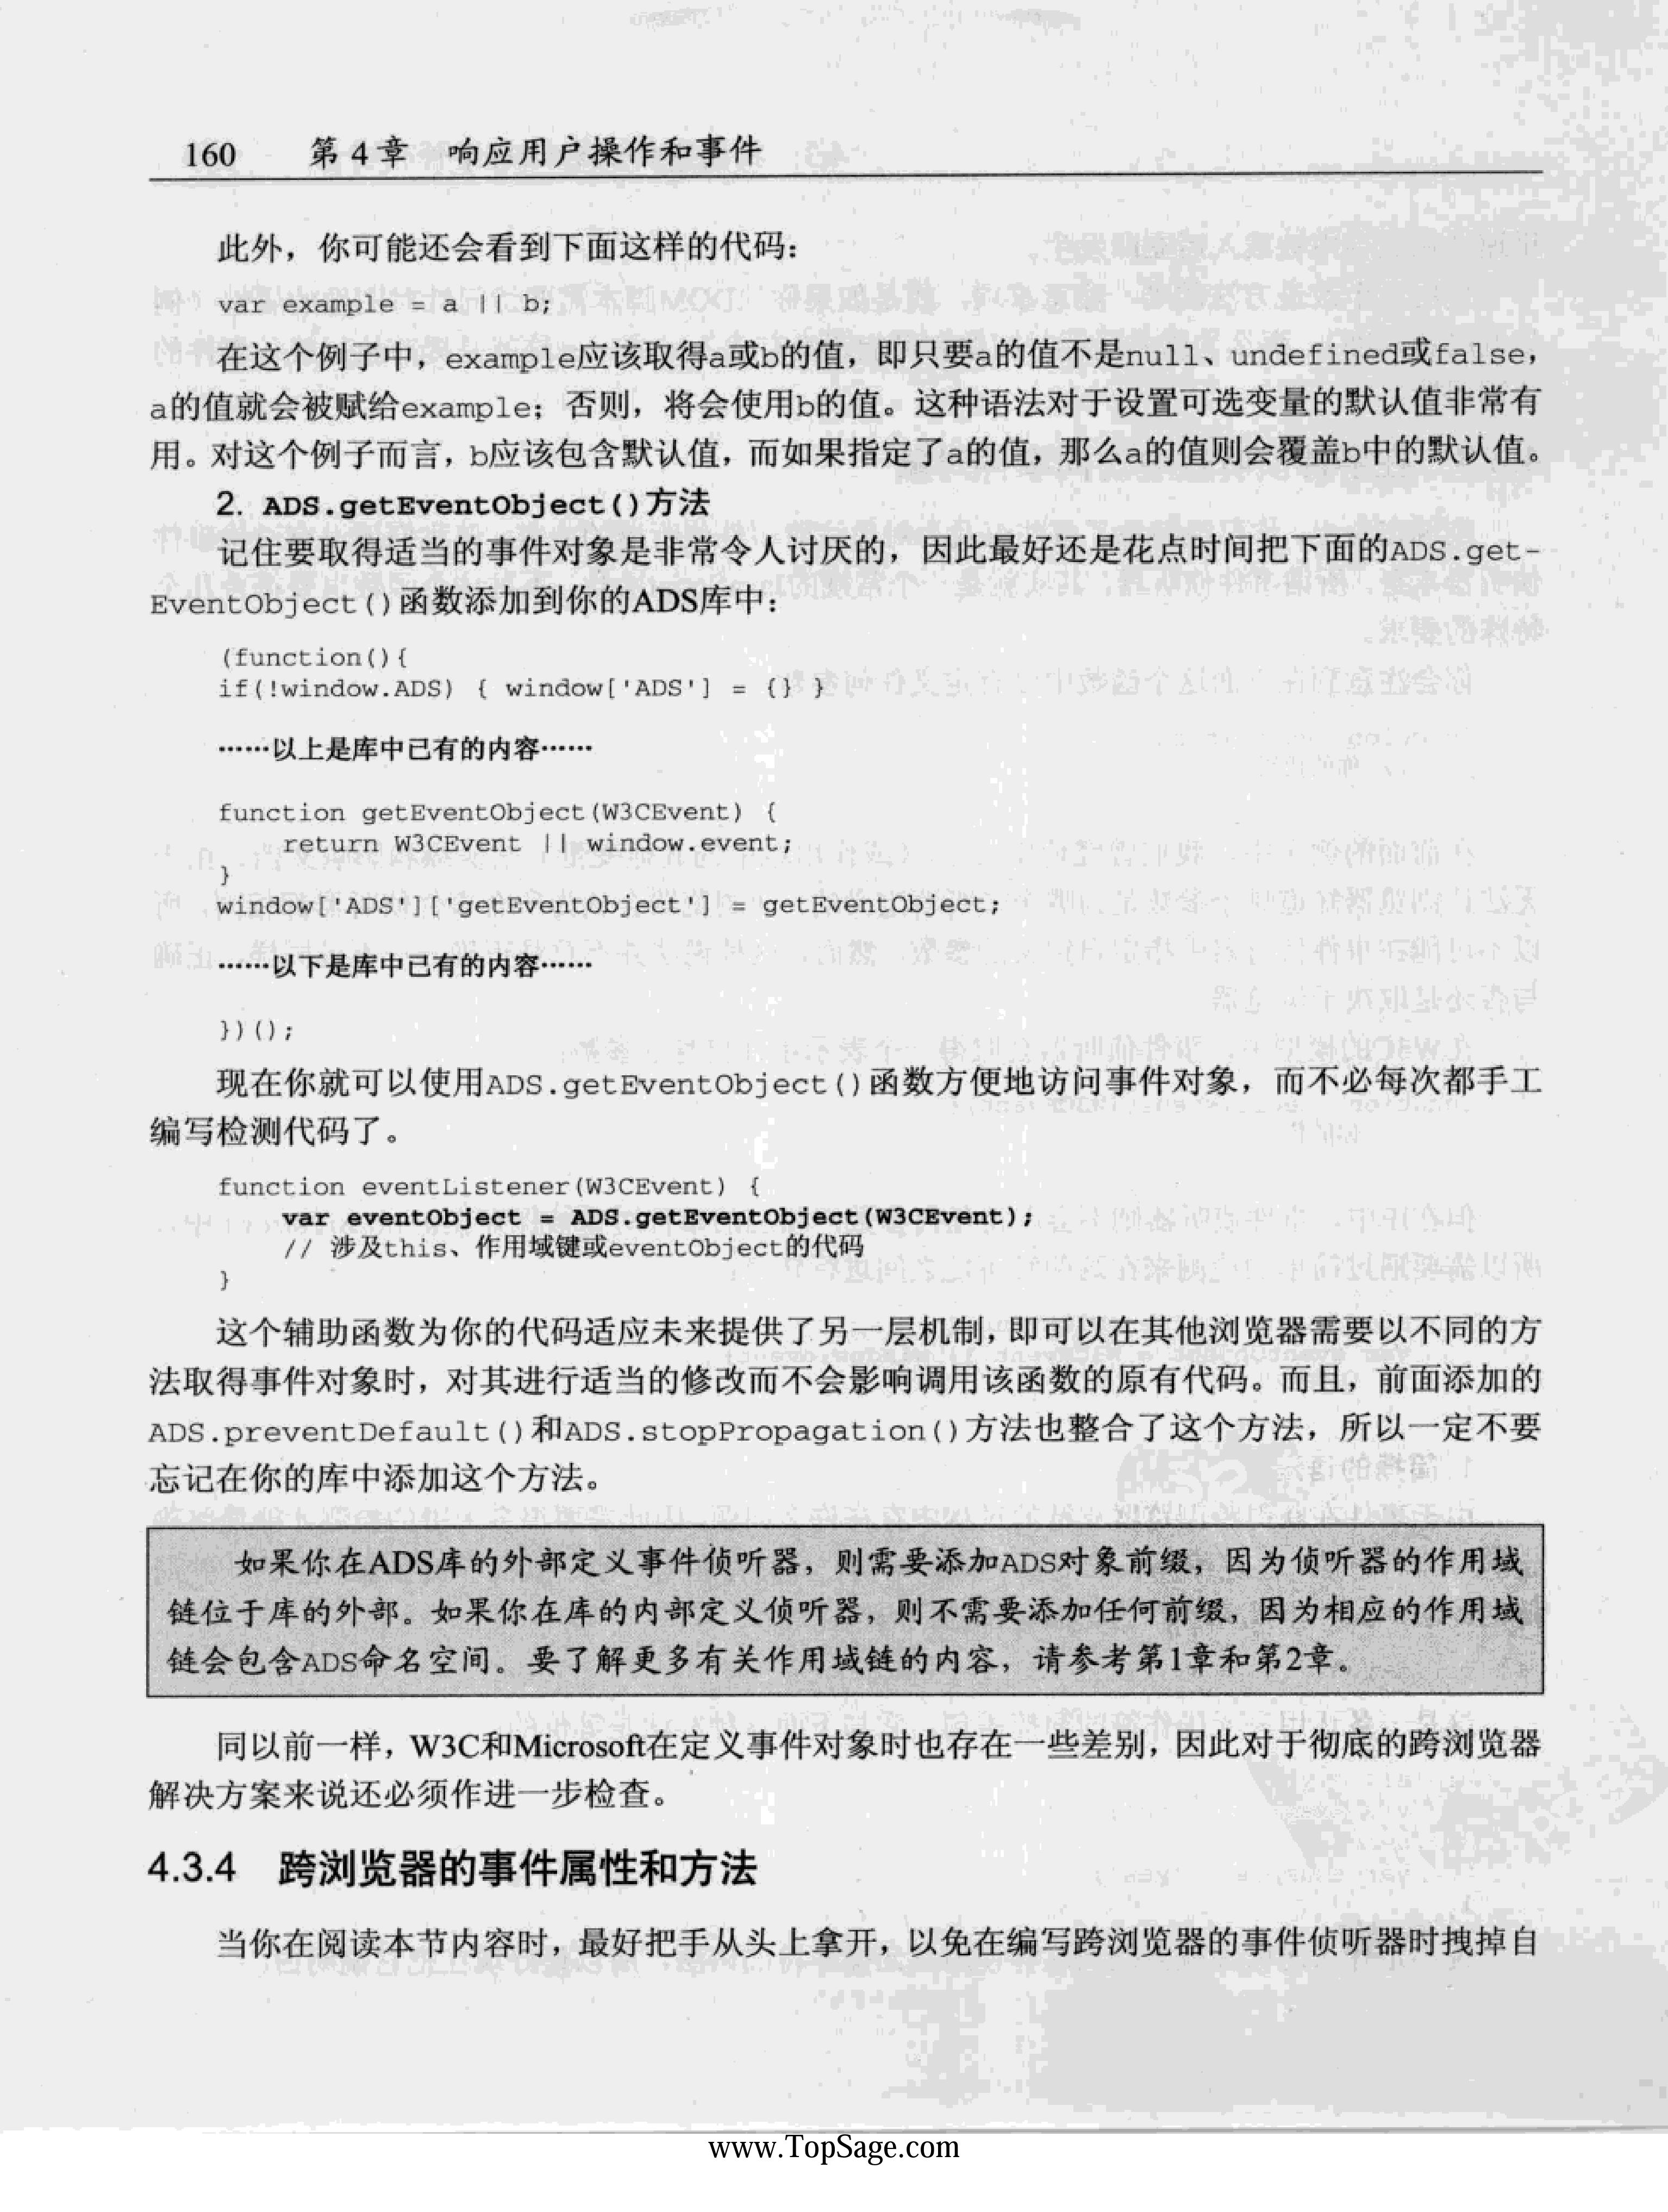 160 第 4 章 响应用户操作和事件
此外，你可能还会看到下面这样的代码：
var example = a || b;
在这个例子中，example应该取得a或b的值，即只要a的值不是null、undefined或false，
a的值就会被赋给example；否则，将会使用b的值。这种语法对于设置可选变量的默认值非常有
用。对这个例子而言，b应该包含默认值，而如果指定了a的值，那么a的值则会覆盖b中的默认值。
2. ADS.getEventObject()方法
记住要取得适当的事件对象是非常令人讨厌的，因此最好还是花点时间把下面的ADS.get-
EventObject()函数添加到你的ADS库中：
(function(){
if(!window.ADS) { window['ADS'] = {} }
……以上是库中已有的内容……
function getEventObject(W3CEvent) {
return W3CEvent || window.event;
}
window['ADS']['getEventObject'] = getEventObject;
……以下是库中已有的内容……
})();
现在你就可以使用ADS.getEventObject()函数方便地访问事件对象，而不必每次都手工
编写检测代码了。
function eventListener(W3CEvent) {
var eventObject = ADS.getEventObject(W3CEvent);
// 涉及this、作用域键或eventObject的代码
}
这个辅助函数为你的代码适应未来提供了另一层机制，即可以在其他浏览器需要以不同的方
法取得事件对象时，对其进行适当的修改而不会影响调用该函数的原有代码。而且，前面添加的
ADS.preventDefault()和ADS.stopPropagation()方法也整合了这个方法，所以一定不要
忘记在你的库中添加这个方法。
如果你在ADS库的外部定义事件侦听器，则需要添加ADS对象前缀，因为侦听器的作用域
链位于库的外部。如果你在库的内部定义侦听器，则不需要添加任何前缀，因为相应的作用域
链会包含ADS命名空间。要了解更多有关作用域链的内容，请参考第1章和第2章。
同以前一样，W3C和Microsoft在定义事件对象时也存在一些差别，因此对于彻底的跨浏览器
解决方案来说还必须作进一步检查。
4.3.4 跨浏览器的事件属性和方法
当你在阅读本节内容时，最好把手从头上拿开，以免在编写跨浏览器的事件侦听器时拽掉自
www.TopSage.com